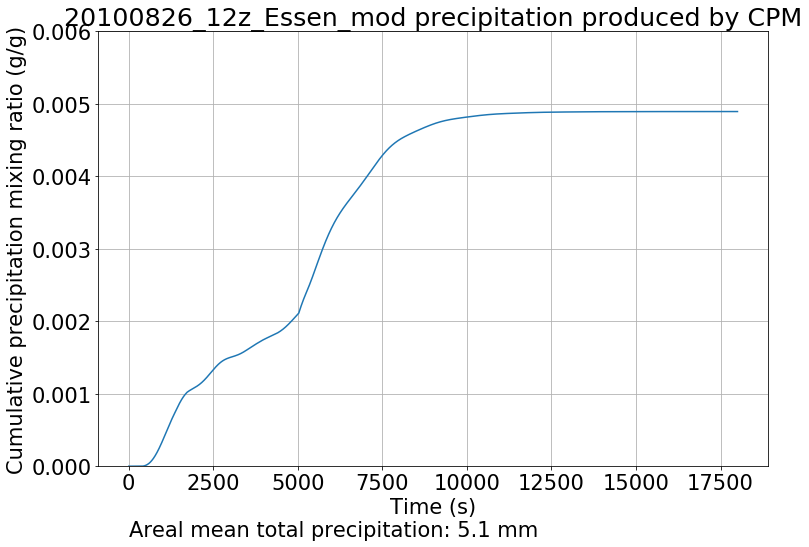 20100826_12z_Essen_mod precipitation produced by CPM
Cumulative precipitation mixing ratio (g/g)
0.006
0.005
0.004
0.003
0.002
0.001
0.000
0 2500 5000 7500 10000 12500 15000 17500
Time (s)
Areal mean total precipitation: 5.1 mm